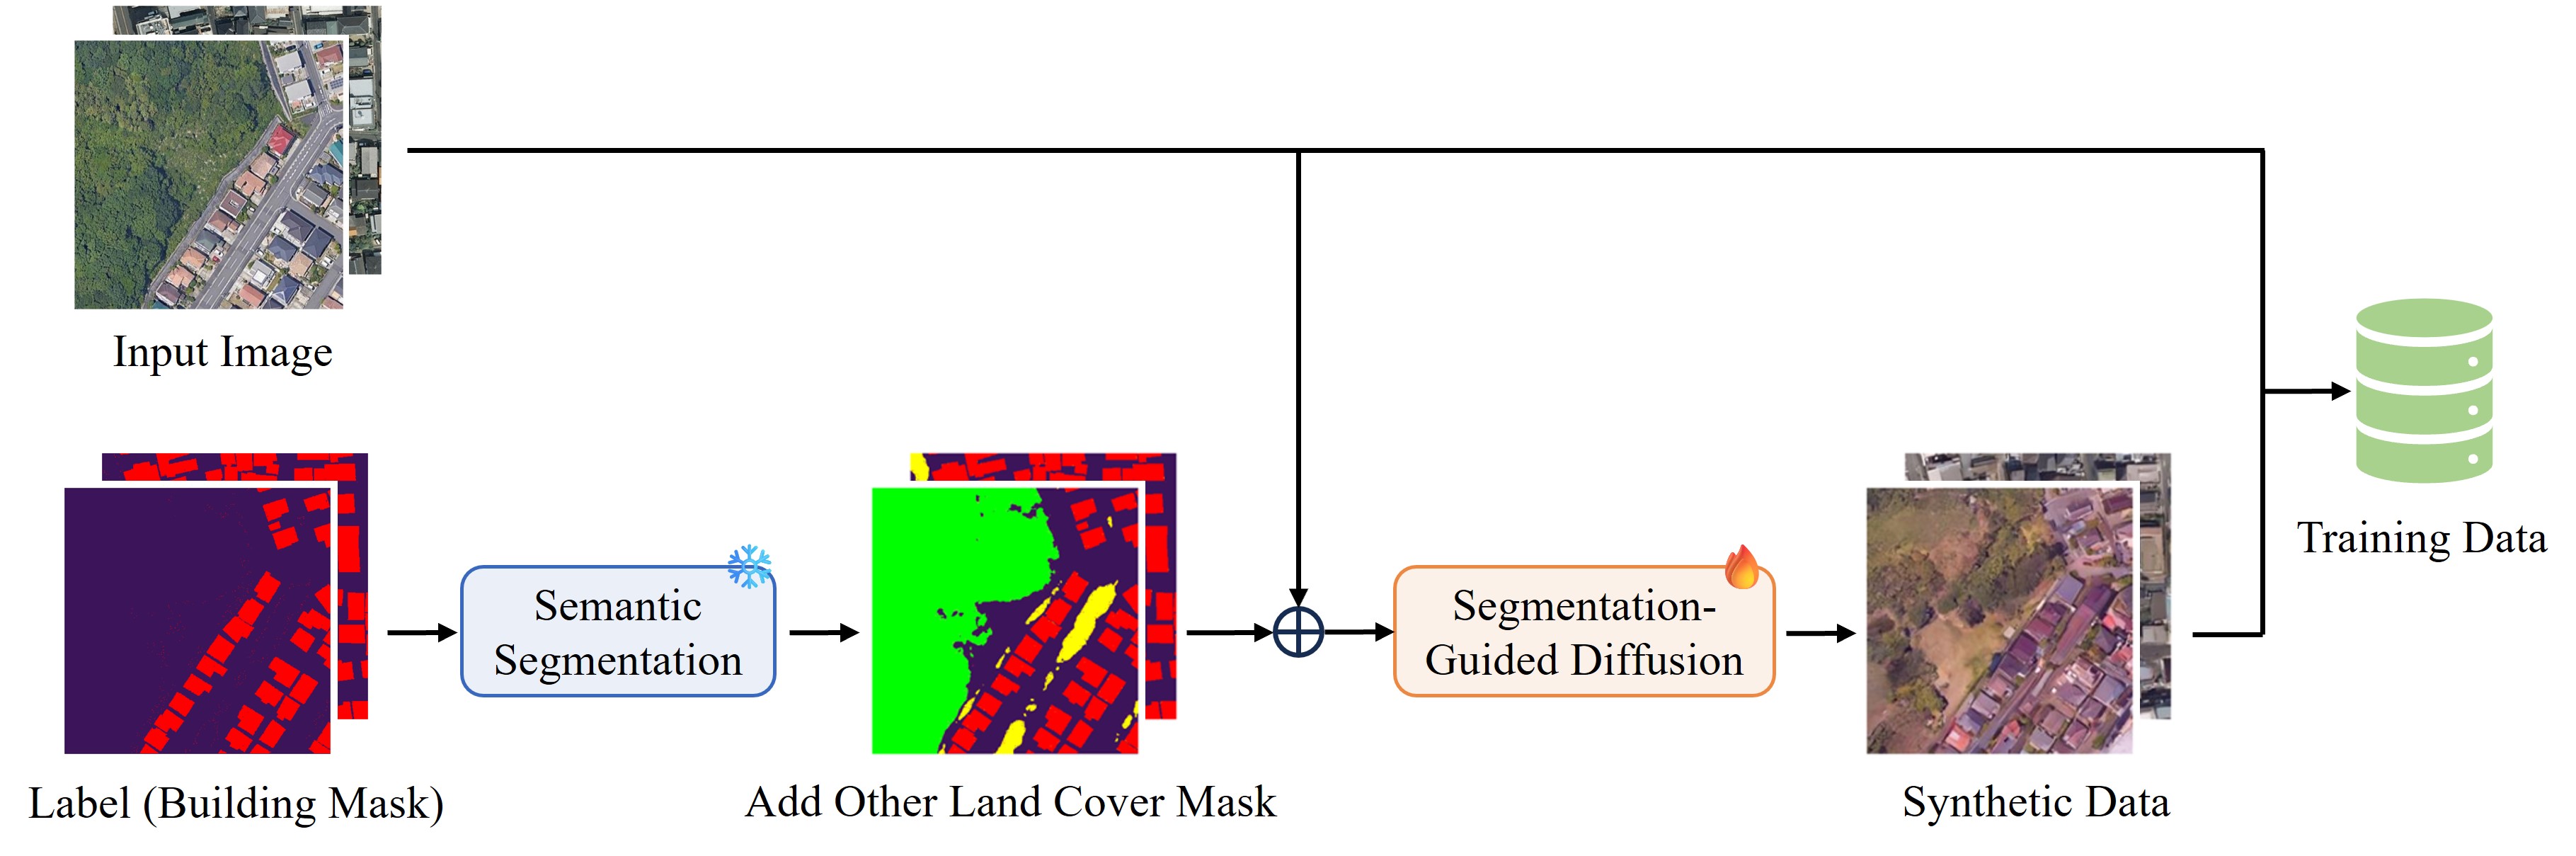 Input Image
Label (Building Mask)
Semantic
Segmentation
Add Other Land Cover Mask
Segmentation-
Guided Diffusion
Synthetic Data
Training Data